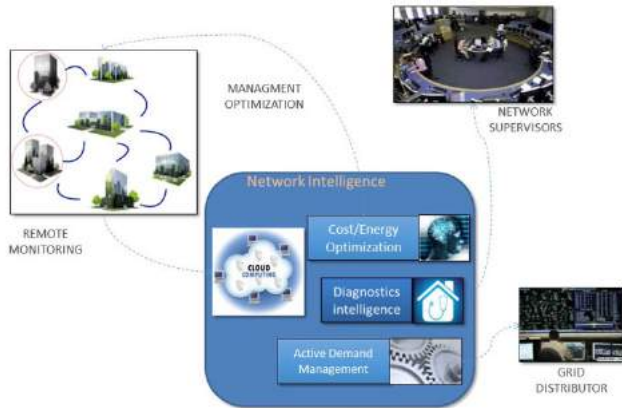 MANAGMENT
OPTIMIZATION
NETWORK
SUPERVISORS
REMOTE
MONITORING
Network Intelligence
CLOUD
COMPUTING
Cost/Energy
Optimization
Diagnostics
intelligence
Active Demand
Management
GRID
DISTRIBUTOR